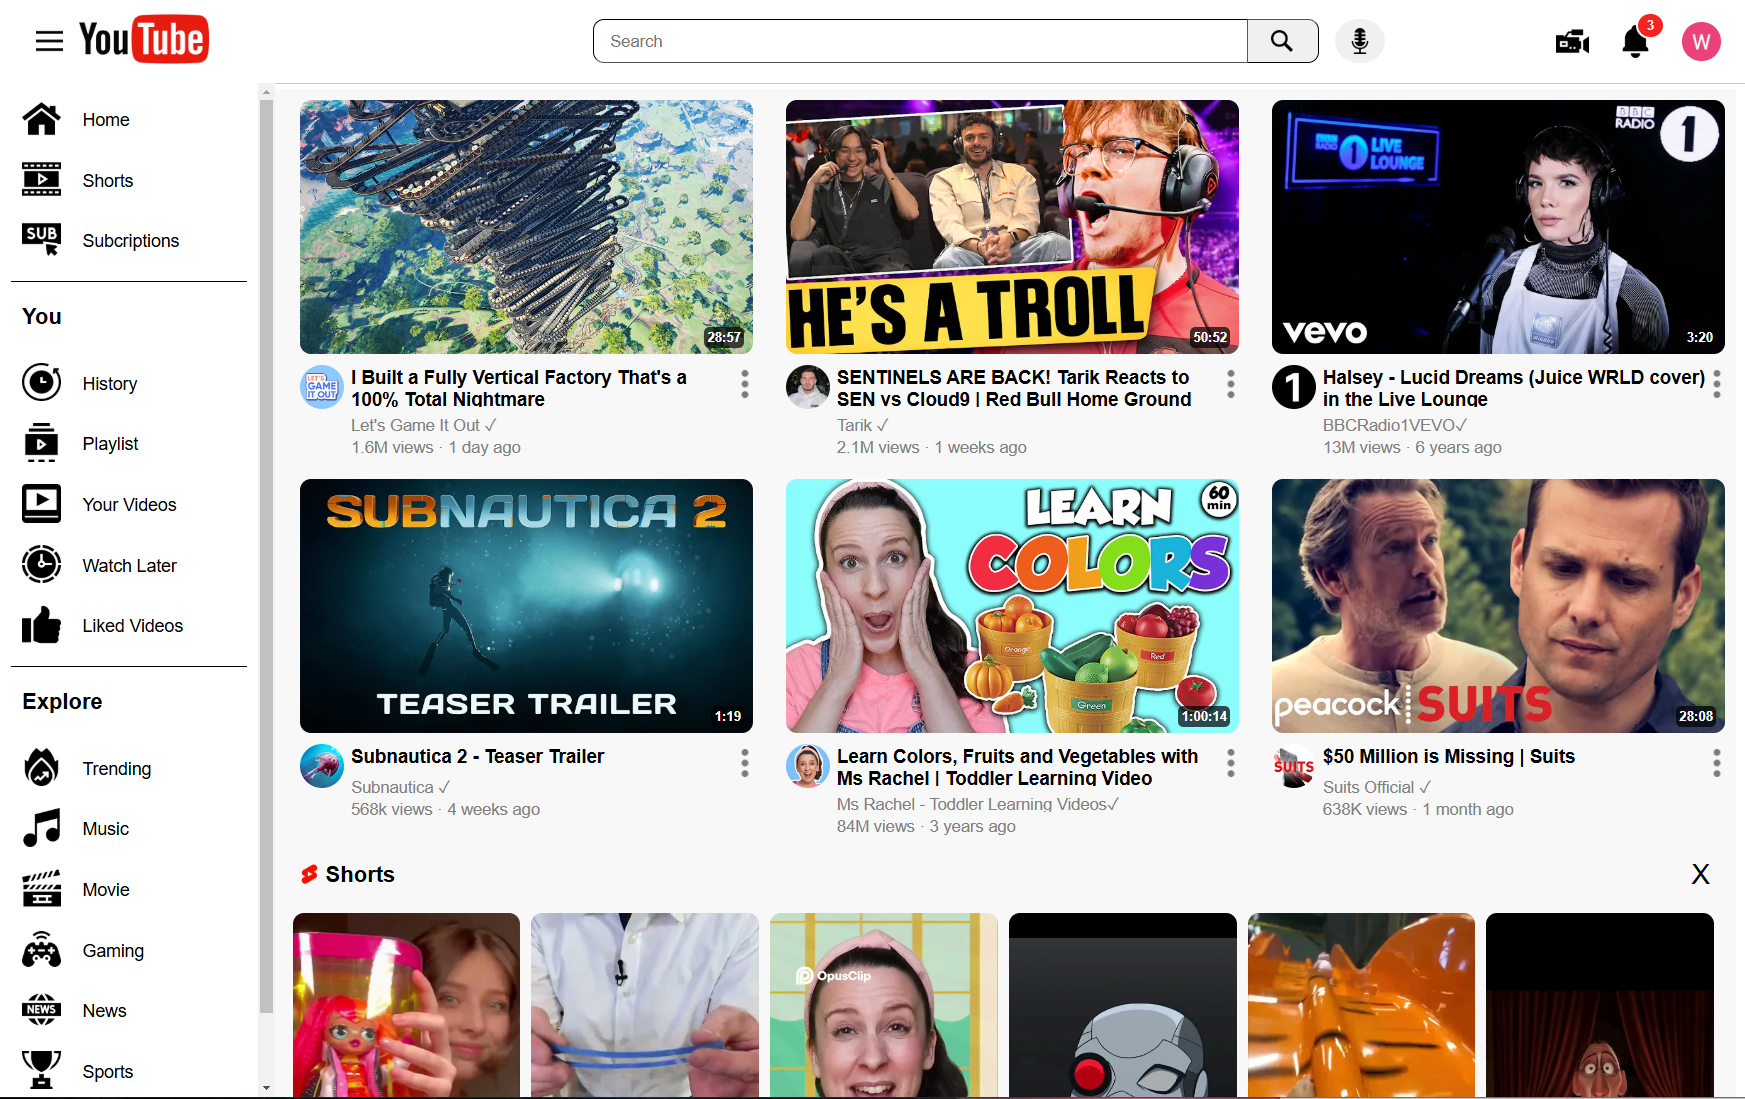 YouTube
Search
3
W
Home
Shorts
SUB
Subcriptions
You
History
Playlist
Your Videos
Watch Later
Liked Videos
Explore
Trending
Music
Movie
Gaming
NEWS
News
Sports
28:57
LET'S
GAME
IT OUT
I Built a Fully Vertical Factory That's a
100% Total Nightmare
Let's Game It Out ✓
1.6M views · 1 day ago
HE'S A TROLL
50:52
SENTINELS ARE BACK! Tarik Reacts to
SEN vs Cloud9 | Red Bull Home Ground
Tarik ✓
2.1M views · 1 weeks ago
BBC
RADIO
1
RADIO 1 LIVE
LOUNGE
vevo
3:20
1
Halsey - Lucid Dreams (Juice WRLD cover)
in the Live Lounge
BBCRadio1VEVO✓
13M views · 6 years ago
SUBNAUTICA 2
TEASER TRAILER
1:19
Subnautica 2 - Teaser Trailer
Subnautica ✓
568k views · 4 weeks ago
LEARN
COLORS
60
min
Orange
Red
Green
1:00:14
Learn Colors, Fruits and Vegetables with
Ms Rachel | Toddler Learning Video
Ms Rachel - Toddler Learning Videos✓
84M views · 3 years ago
peacock SUITS
28:08
SUITS
$50 Million is Missing | Suits
Suits Official ✓
638K views · 1 month ago
Shorts
X
OpusClip